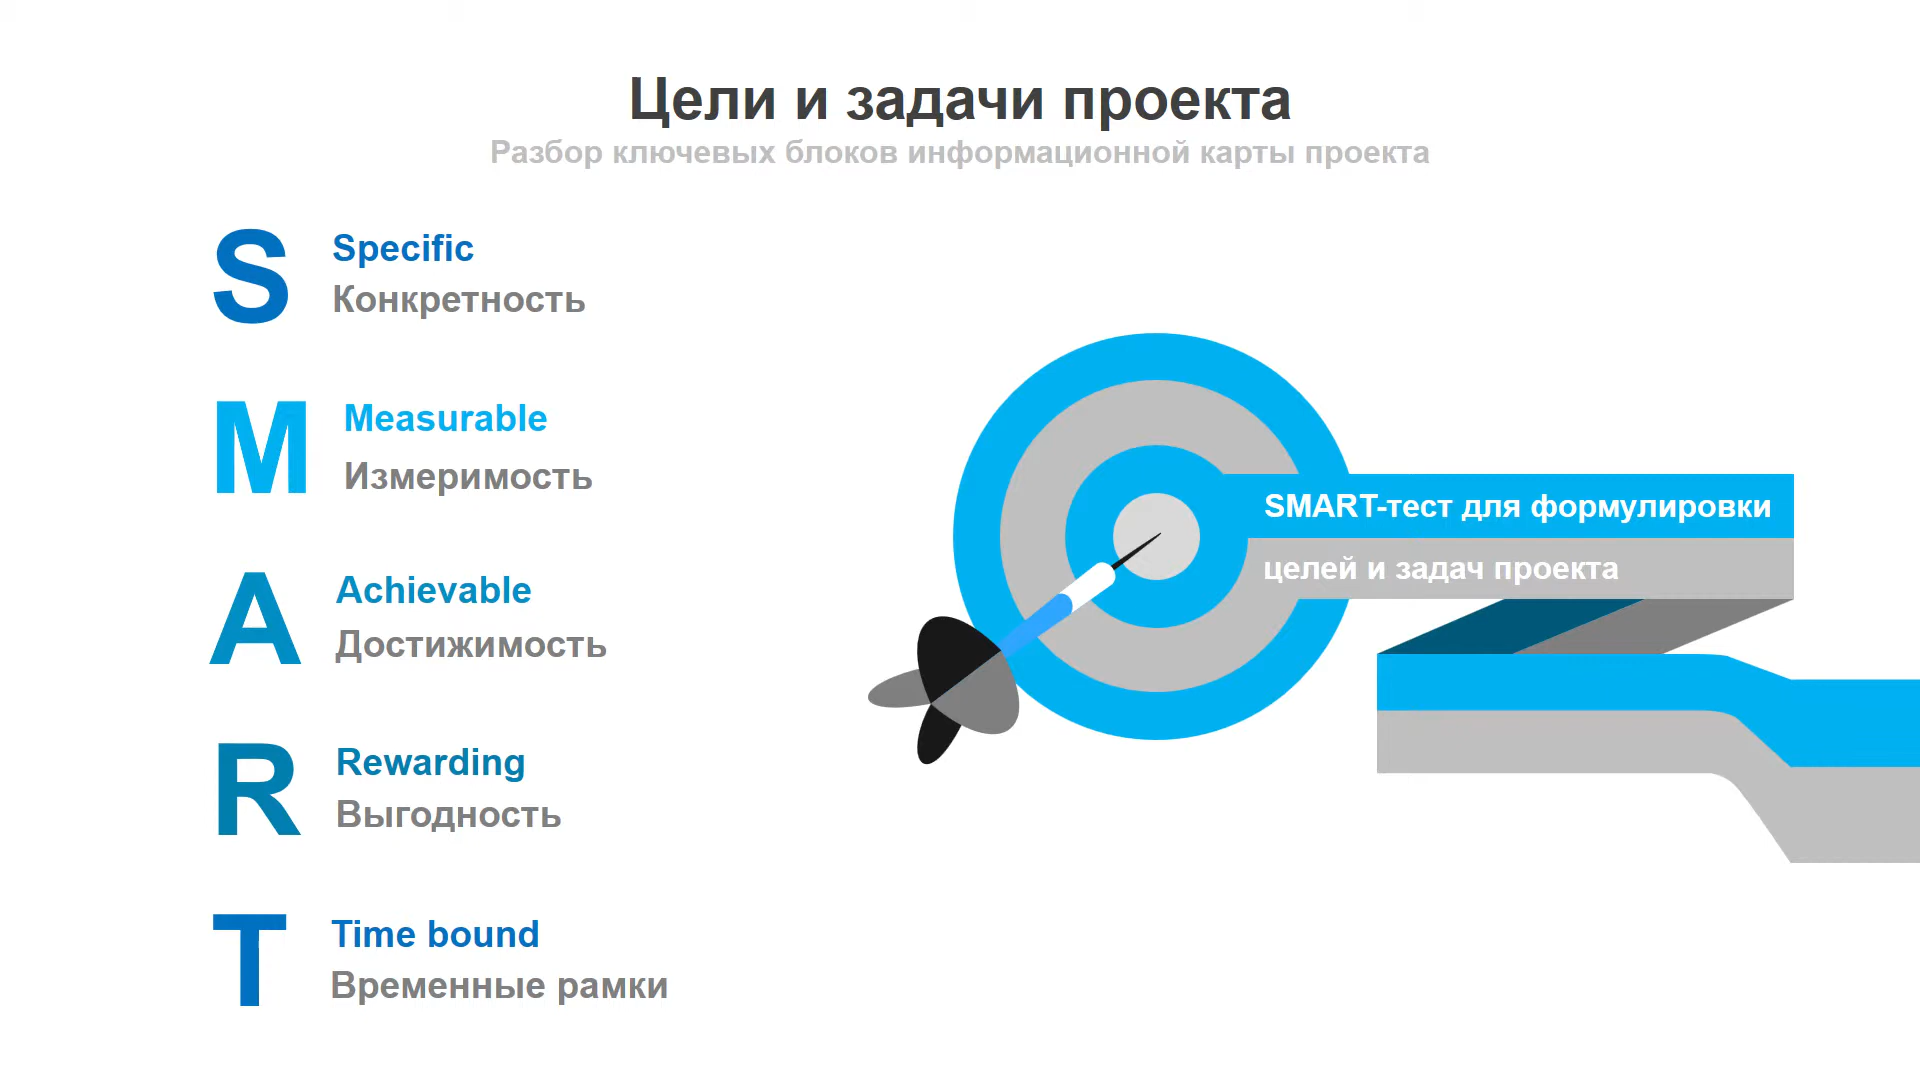 Цели и задачи проекта
Разбор ключевых блоков информационной карты проекта
S
Specific
Конкретность
M
Measurable
Измеримость
A
Achievable
Достижимость
R
Rewarding
Выгодность
T
Time bound
Временные рамки
SMART-тест для формулировки
целей и задач проекта